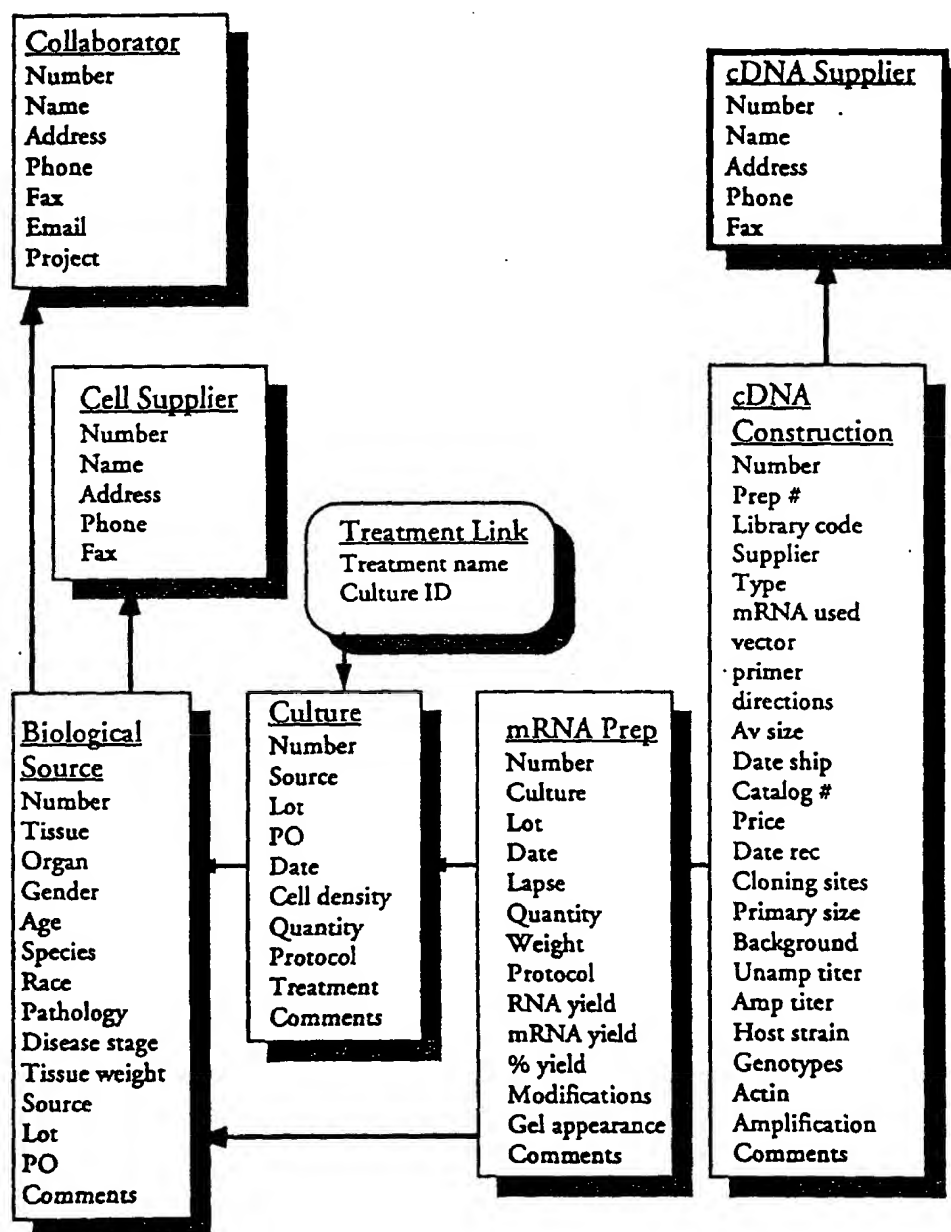 Collaborator
Number
Name
Address
Phone
Fax
Email
Project
cDNA Supplier
Number
Name
Address
Phone
Fax
Cell Supplier
Number
Name
Address
Phone
Fax
Treatment Link
Treatment name
Culture ID
Biological
Source
Number
Tissue
Organ
Gender
Age
Species
Race
Pathology
Disease stage
Tissue weight
Source
Lot
PO
Comments
Culture
Number
Source
Lot
PO
Date
Cell density
Quantity
Protocol
Treatment
Comments
mRNA Prep
Number
Culture
Lot
Date
Lapse
Quantity
Weight
Protocol
RNA yield
mRNA yield
% yield
Modifications
Gel appearance
Comments
cDNA
Construction
Number
Prep #
Library code
Supplier
Type
mRNA used
vector
primer
directions
Av size
Date ship
Catalog #
Price
Date rec
Cloning sites
Primary size
Background
Unamp titer
Amp titer
Host strain
Genotypes
Actin
Amplification
Comments